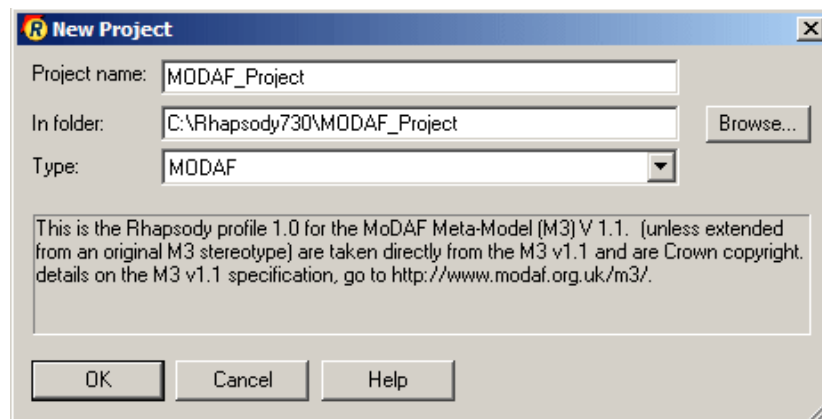 R New Project
Project name: MODAF_Project
In folder: C:\Rhapsody730\MODAF_Project Browse...
Type: MODAF
This is the Rhapsody profile 1.0 for the MoDAF Meta-Model (M3) V 1.1. (unless extended
from an original M3 stereotype) are taken directly from the M3 v1.1 and are Crown copyright.
details on the M3 v1.1 specification, go to http://www.modaf.org.uk/m3/.
OK Cancel Help